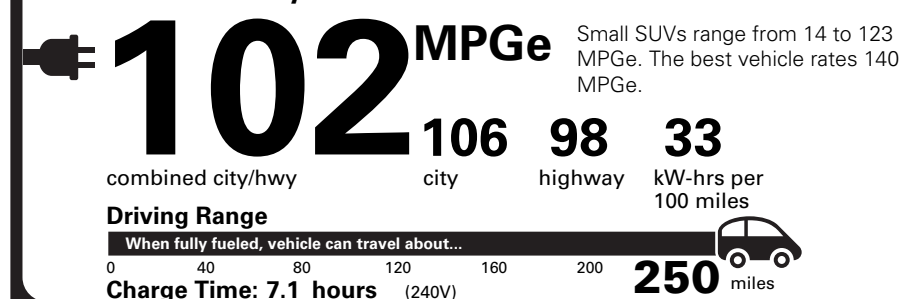 102 MPGe
Small SUVs range from 14 to 123
MPGe. The best vehicle rates 140
MPGe.
106 98 33
combined city/hwy city highway kW-hrs per
100 miles
Driving Range
When fully fueled, vehicle can travel about...
0 40 80 120 160 200 250 miles
Charge Time: 7.1 hours (240V)